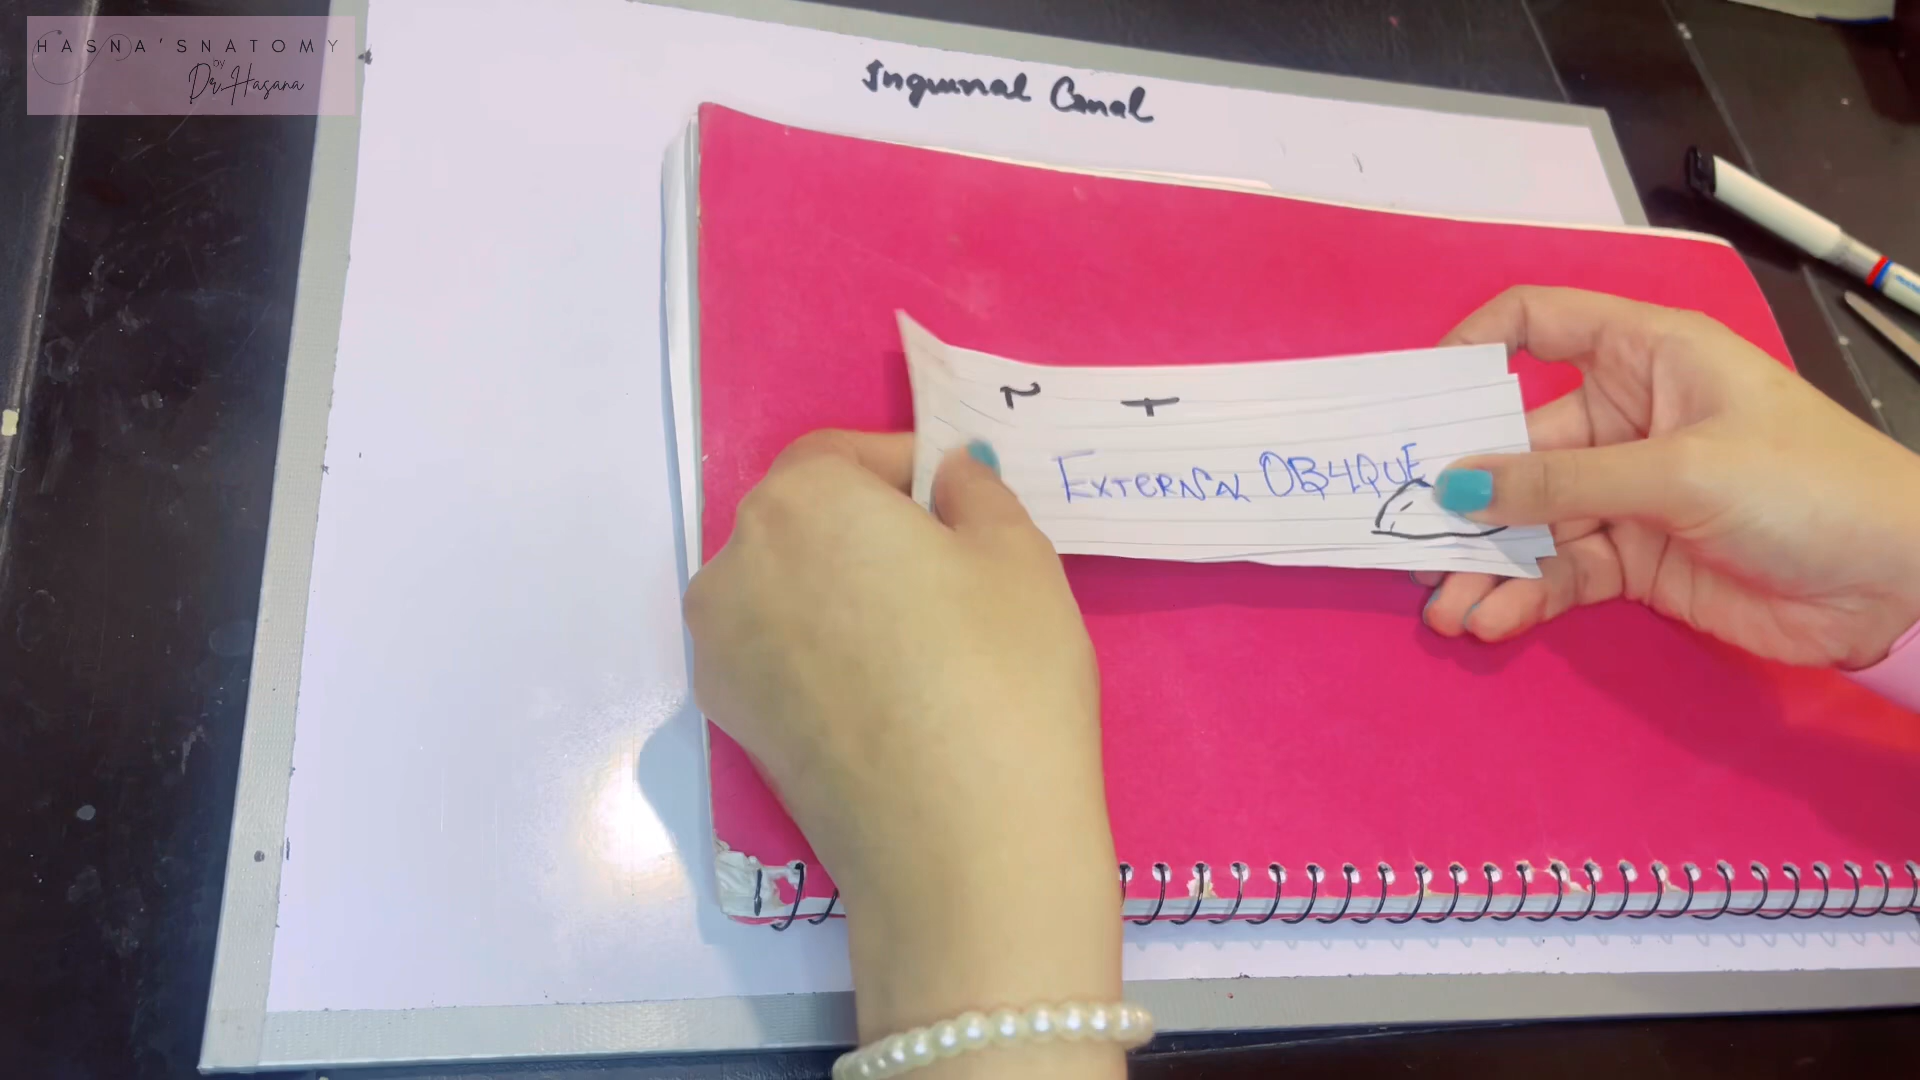 HASNA'SNATOMY
by
Dr.Hasana
Inguinal Canal
EXTERNAL OBLIQUE